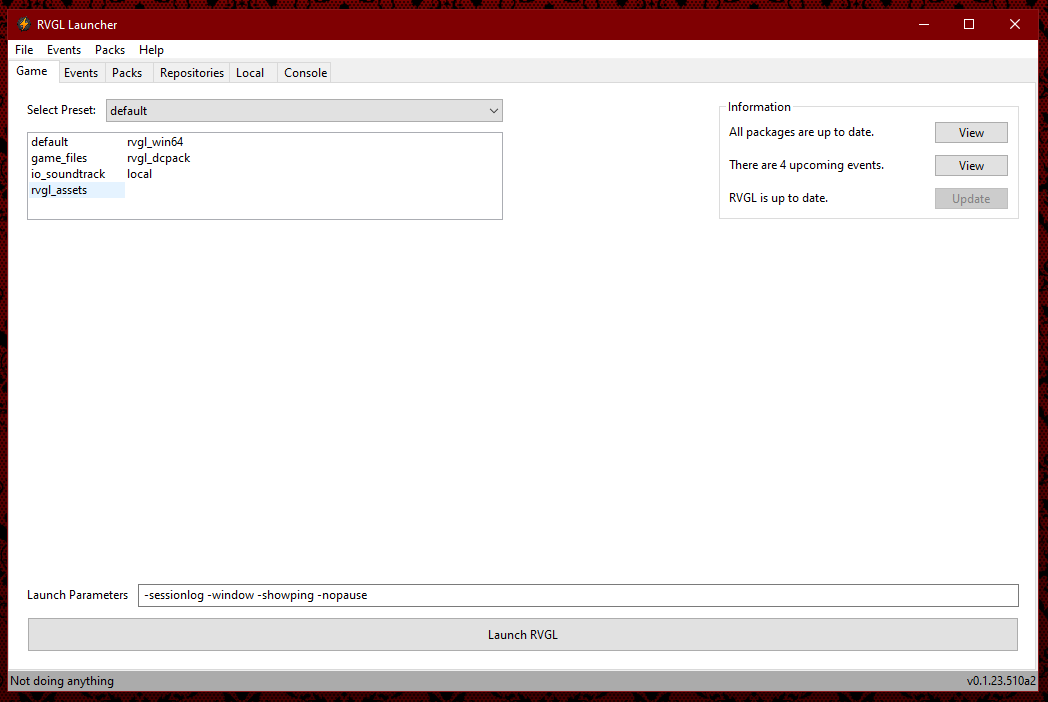 RVGL Launcher
File Events Packs Help
Game Events Packs Repositories Local Console
Select Preset: default
default rvgl_win64
game_files rvgl_dcpack
io_soundtrack local
rvgl_assets
Information
All packages are up to date. View
There are 4 upcoming events. View
RVGL is up to date. Update
Launch Parameters -sessionlog -window -showping -nopause
Launch RVGL
Not doing anything v0.1.23.510a2